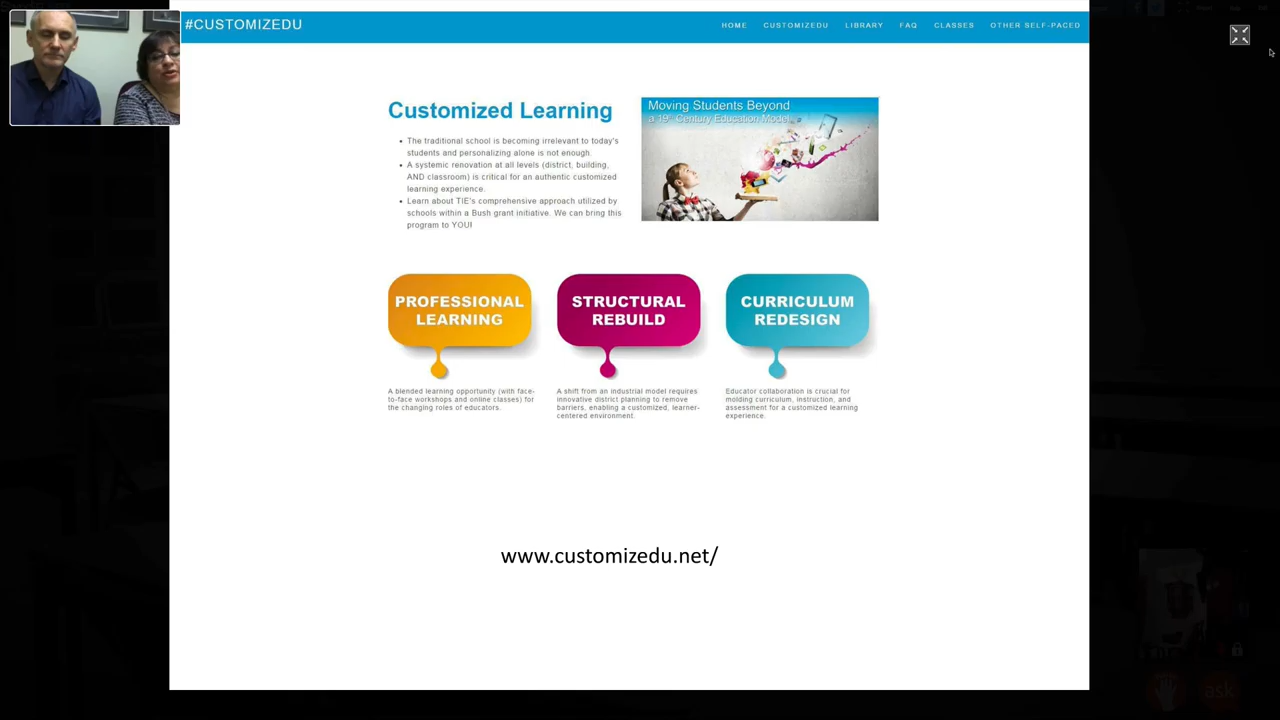 #CUSTOMIZEDU
HOME CUSTOMIZEDU LIBRARY FAQ CLASSES OTHER SELF-PACED
Customized Learning
• The traditional school is becoming irrelevant to today's
students and personalizing alone is not enough.
• A systemic renovation at all levels (district, building,
AND classroom) is critical for an authentic customized
learning experience.
• Learn about TIE's comprehensive approach utilized by
schools within a Bush grant initiative. We can bring this
program to YOU!
Moving Students Beyond
a 19th Century Education Model...
PROFESSIONAL
LEARNING
A blended learning opportunity (with face-
to-face workshops and online classes) for
the changing roles of educators.
STRUCTURAL
REBUILD
A shift from an industrial model requires
innovative district planning to remove
barriers, enabling a customized, learner-
centered environment.
CURRICULUM
REDESIGN
Educator collaboration is crucial for
molding curriculum, instruction, and
assessment for a customized learning
experience.
www.customizedu.net/
ask